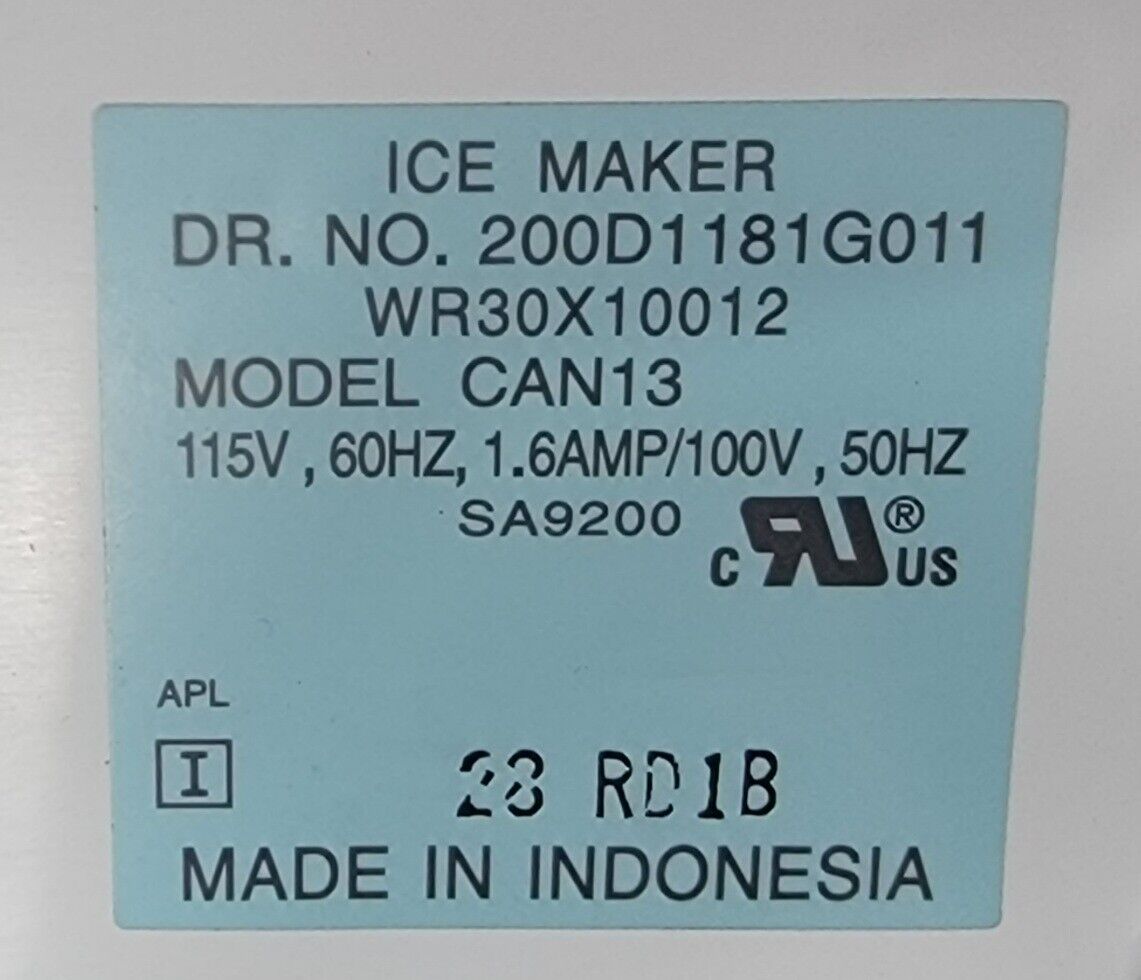 ICE MAKER
DR. NO. 200D1181G011
WR30X10012
MODEL CAN13
115V, 60HZ, 1.6AMP/100V, 50HZ
SA9200
c RU® US
APL
I
28 RD1B
MADE IN INDONESIA